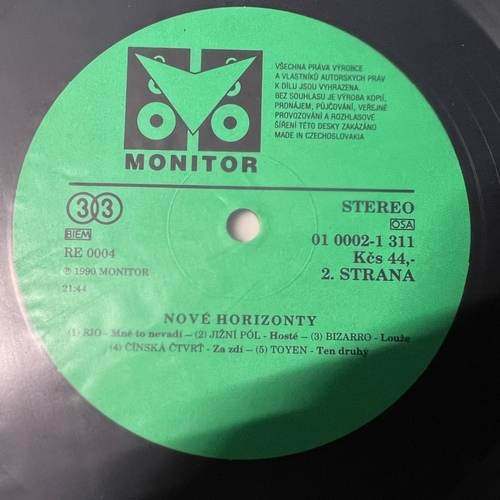 MONITOR
VŠECHNA PRÁVA VÝROBCE
A VLASTNÍKŮ AUTORSKÝCH PRÁV
K DÍLU JSOU VYHRAZENA.
BEZ SOUHLASU JE VÝROBA KOPIÍ,
PRONÁJEM, PŮJČOVÁNÍ, VEŘEJNÉ
PROVOZOVÁNÍ A ROZHLASOVÉ
ŠÍŘENÍ TÉTO DESKY ZAKÁZÁNO
MADE IN CZECHOSLOVAKIA
33
BIEM
RE 0004
℗ 1990 MONITOR
21:44
STEREO
OSA
01 0002-1 311
Kčs 44,-
2. STRANA
NOVÉ HORIZONTY
(1) RIO - Mně to nevadí – (2) JIŽNÍ PÓL - Hosté – (3) BIZARRO - Louže
(4) ČÍNSKÁ ČTVRŤ - Za zdí – (5) TOYEN - Ten druhý